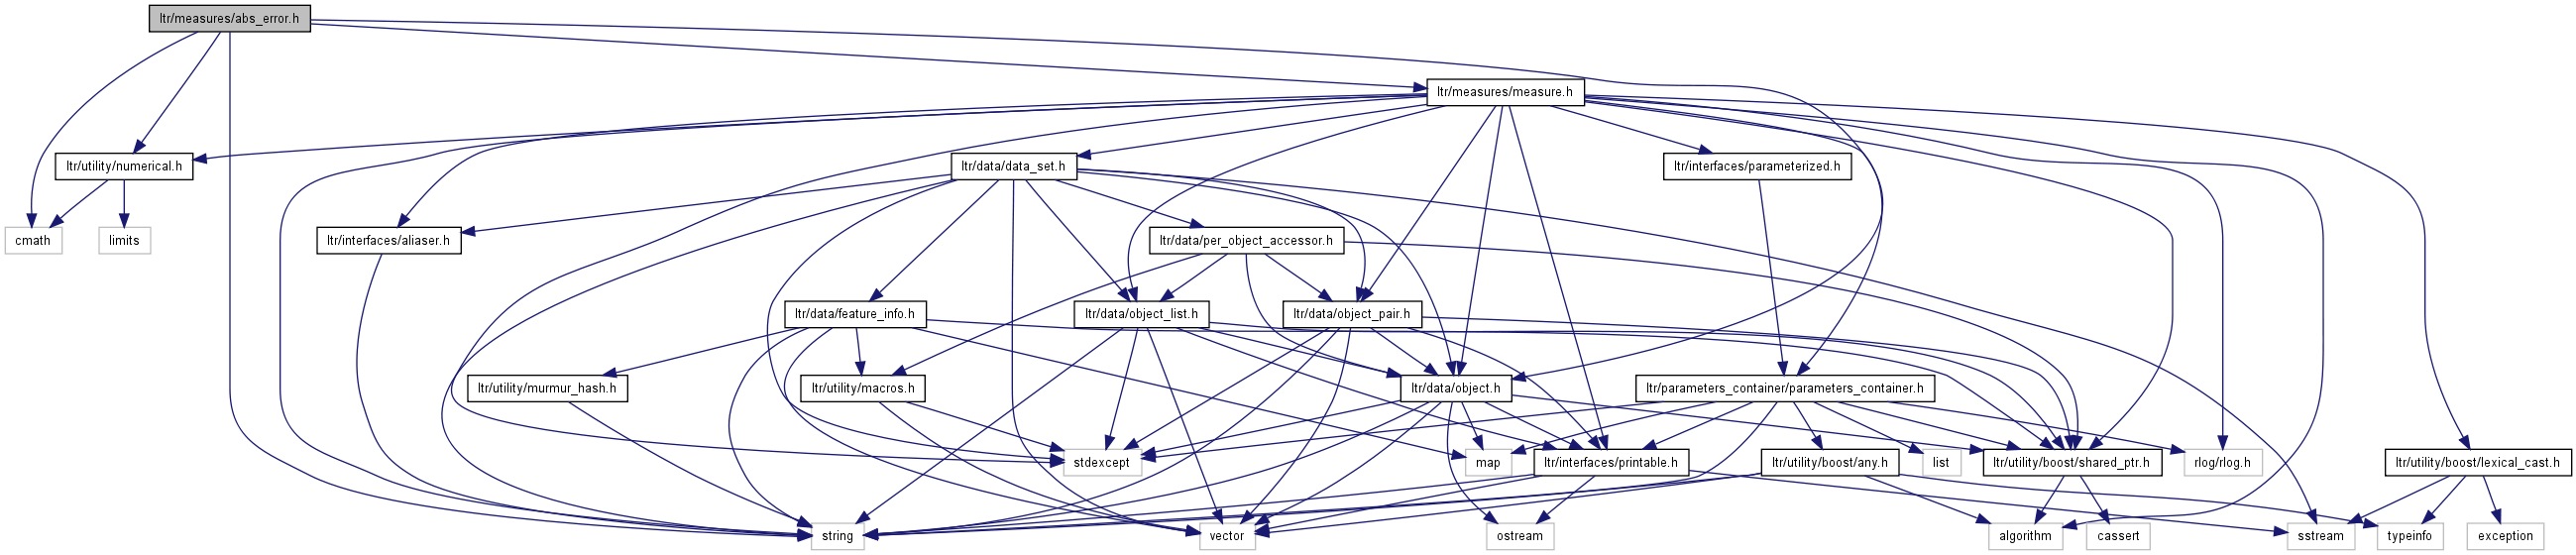 ltr/measures/abs_error.h
ltr/measures/measure.h
ltr/utility/numerical.h
ltr/data/data_set.h
ltr/interfaces/parameterized.h
cmath
limits
ltr/interfaces/aliaser.h
ltr/data/per_object_accessor.h
ltr/data/feature_info.h
ltr/data/object_list.h
ltr/data/object_pair.h
ltr/utility/murmur_hash.h
ltr/utility/macros.h
ltr/data/object.h
ltr/parameters_container/parameters_container.h
stdexcept
map
ltr/interfaces/printable.h
ltr/utility/boost/any.h
list
ltr/utility/boost/shared_ptr.h
rlog/rlog.h
ltr/utility/boost/lexical_cast.h
string
vector
ostream
algorithm
cassert
sstream
typeinfo
exception